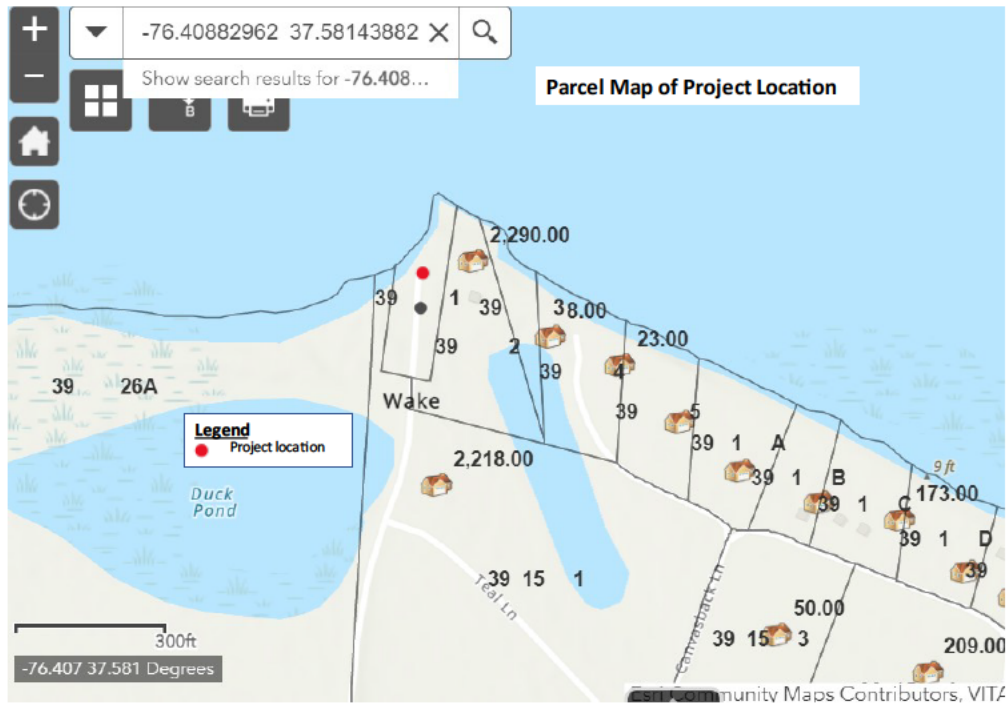 +
-76.40882962 37.58143882 ×
−
Show search results for -76.408...
Parcel Map of Project Location
B
2,290.00
39 1 39 3 8.00
23.00
39 2
39 4
39 26A
Wake
39 5
Legend
Project location
39 1 A
2,218.00
9 ft
39 1 B
173.00
Duck
Pond
39 1 C
39 1 D
39
39 15 1
Teal Ln
Canvasback Ln
50.00
300ft
39 15 3
209.00
-76.407 37.581 Degrees
Esri Community Maps Contributors, VITA